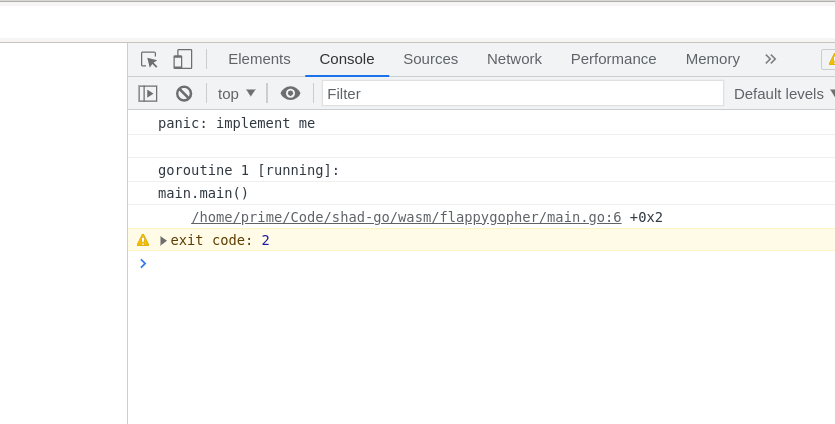 Elements Console Sources Network Performance Memory
top Filter Default levels
panic: implement me
goroutine 1 [running]:
main.main()
/home/prime/Code/shad-go/wasm/flappygopher/main.go:6 +0x2
exit code: 2